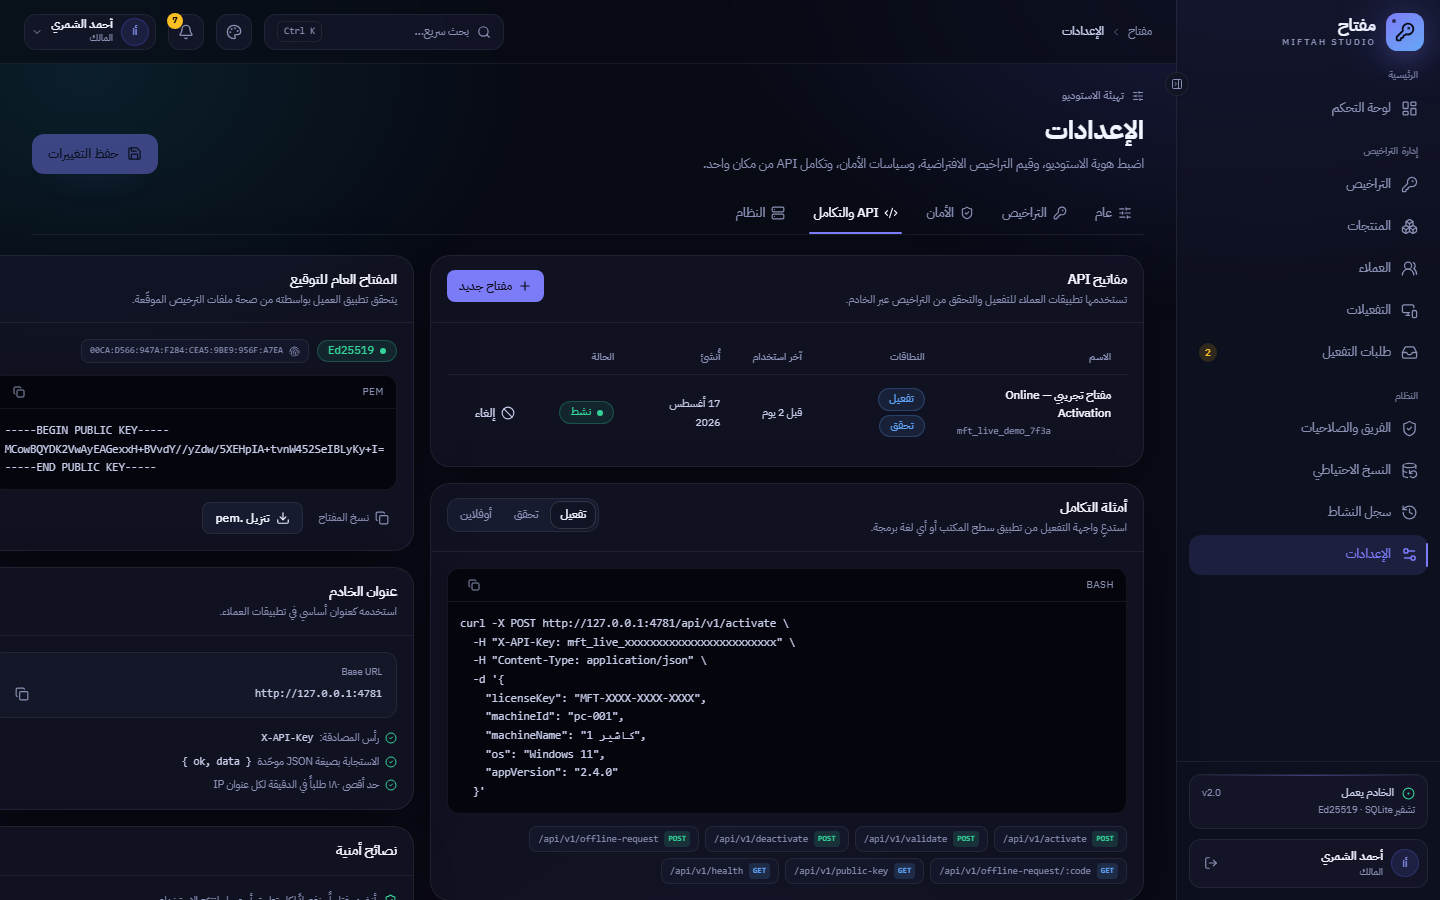 مفتاح
MIFTAH STUDIO
الرئيسية
لوحة التحكم
إدارة التراخيص
التراخيص
المنتجات
العملاء
التفعيلات
طلبات التفعيل
2
النظام
الفريق والصلاحيات
النسخ الاحتياطي
سجل النشاط
الإعدادات
الخادم يعمل
v2.0
تشفير Ed25519 · SQLite
أا
أحمد الشمري
المالك
مفتاح
الإعدادات
بحث سريع...
Ctrl K
7
أا
أحمد الشمري
المالك
تهيئة الاستوديو
الإعدادات
اضبط هوية الاستوديو، وقيم التراخيص الافتراضية، وسياسات الأمان، وتكامل API من مكان واحد.
حفظ التغييرات
عام
التراخيص
الأمان
API والتكامل
النظام
مفاتيح API
تستخدمها تطبيقات العملاء للتفعيل والتحقق من التراخيص عبر الخادم.
مفتاح جديد
الاسم
النطاقات
آخر استخدام
أُنشئ
الحالة
مفتاح تجريبي — Online
Activation
mft_live_demo_7f3a
تفعيل
تحقق
قبل 2 يوم
17 أغسطس
2026
نشط
إلغاء
أمثلة التكامل
استدعِ واجهة التفعيل من تطبيق سطح المكتب أو أي لغة برمجة.
تفعيل
تحقق
أوفلاين
BASH
curl -X POST http://127.0.0.1:4781/api/v1/activate \
-H "X-API-Key: mft_live_xxxxxxxxxxxxxxxxxxxxxxxx" \
-H "Content-Type: application/json" \
-d '{
"licenseKey": "MFT-XXXX-XXXX-XXXX",
"machineId": "pc-001",
"machineName": "كاشير 1",
"os": "Windows 11",
"appVersion": "2.4.0"
}'
POST /api/v1/activate
POST /api/v1/validate
POST /api/v1/deactivate
POST /api/v1/offline-request
GET /api/v1/offline-request/:code
GET /api/v1/public-key
GET /api/v1/health
المفتاح العام للتوقيع
يتحقق تطبيق العميل بواسطته من صحة ملفات الترخيص الموقّعة.
Ed25519
00CA:D566:947A:F284:CEA5:9BE9:956F:A7EA
PEM
-----BEGIN PUBLIC KEY-----
MCowBQYDK2VwAyEAGexxH+BVvdY//yZdw/5XEHpIA+tvnW452SeIBLyKy+I=
-----END PUBLIC KEY-----
نسخ المفتاح
تنزيل .pem
عنوان الخادم
استخدمه كعنوان أساسي في تطبيقات العملاء.
Base URL
http://127.0.0.1:4781
رأس المصادقة: X-API-Key
الاستجابة بصيغة JSON موحّدة { ok, data }
حد أقصى ١٨٠ طلباً في الدقيقة لكل عنوان IP
نصائح أمنية